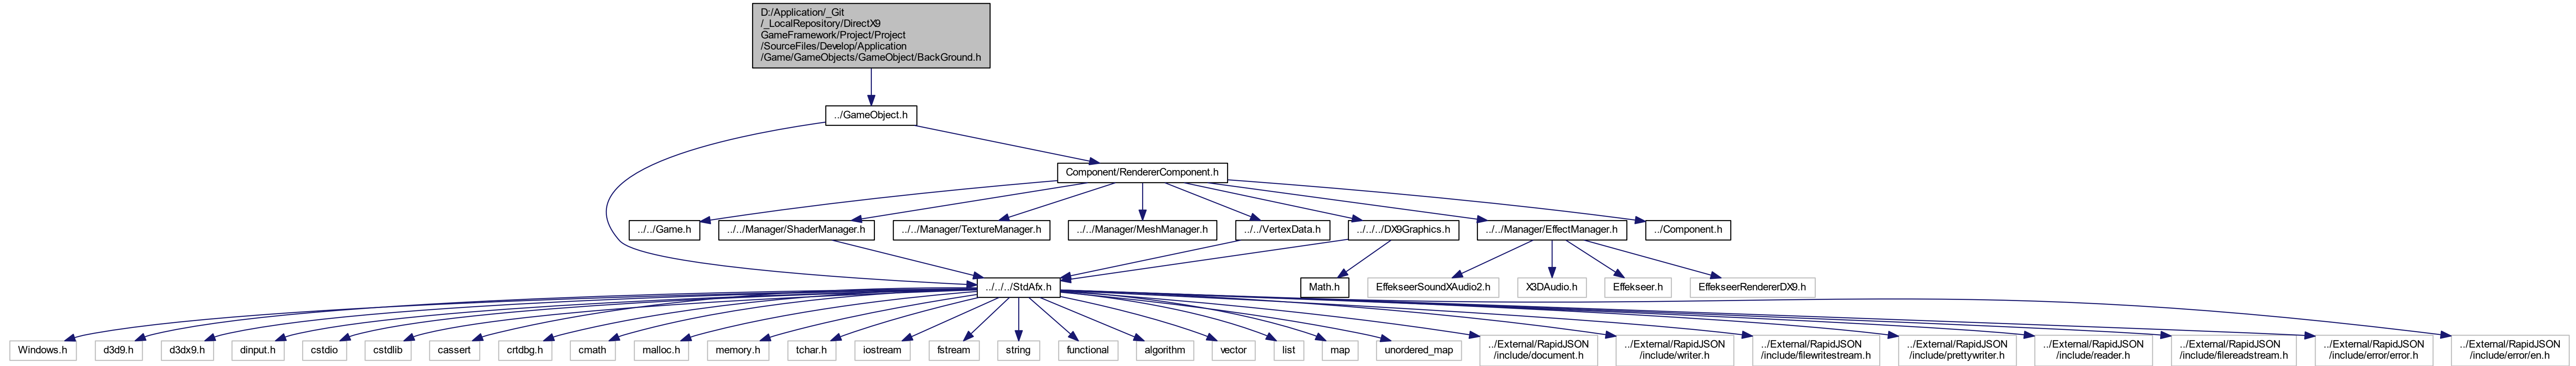 D:/Application/_Git
/_LocalRepository/DirectX9
GameFramework/Project/Project
/SourceFiles/Develop/Application
/Game/GameObjects/GameObject/BackGround.h
../GameObject.h
Component/RendererComponent.h
../../Game.h
../../Manager/ShaderManager.h
../../Manager/TextureManager.h
../../Manager/MeshManager.h
../../VertexData.h
../../../DX9Graphics.h
../../Manager/EffectManager.h
../Component.h
../../../StdAfx.h
Math.h
EffekseerSoundXAudio2.h
X3DAudio.h
Effekseer.h
EffekseerRendererDX9.h
Windows.h
d3d9.h
d3dx9.h
dinput.h
cstdio
cstdlib
cassert
crtdbg.h
cmath
malloc.h
memory.h
tchar.h
iostream
fstream
string
functional
algorithm
vector
list
map
unordered_map
../External/RapidJSON
/include/document.h
../External/RapidJSON
/include/writer.h
../External/RapidJSON
/include/filewritestream.h
../External/RapidJSON
/include/prettywriter.h
../External/RapidJSON
/include/reader.h
../External/RapidJSON
/include/filereadstream.h
../External/RapidJSON
/include/error/error.h
../External/RapidJSON
/include/error/en.h